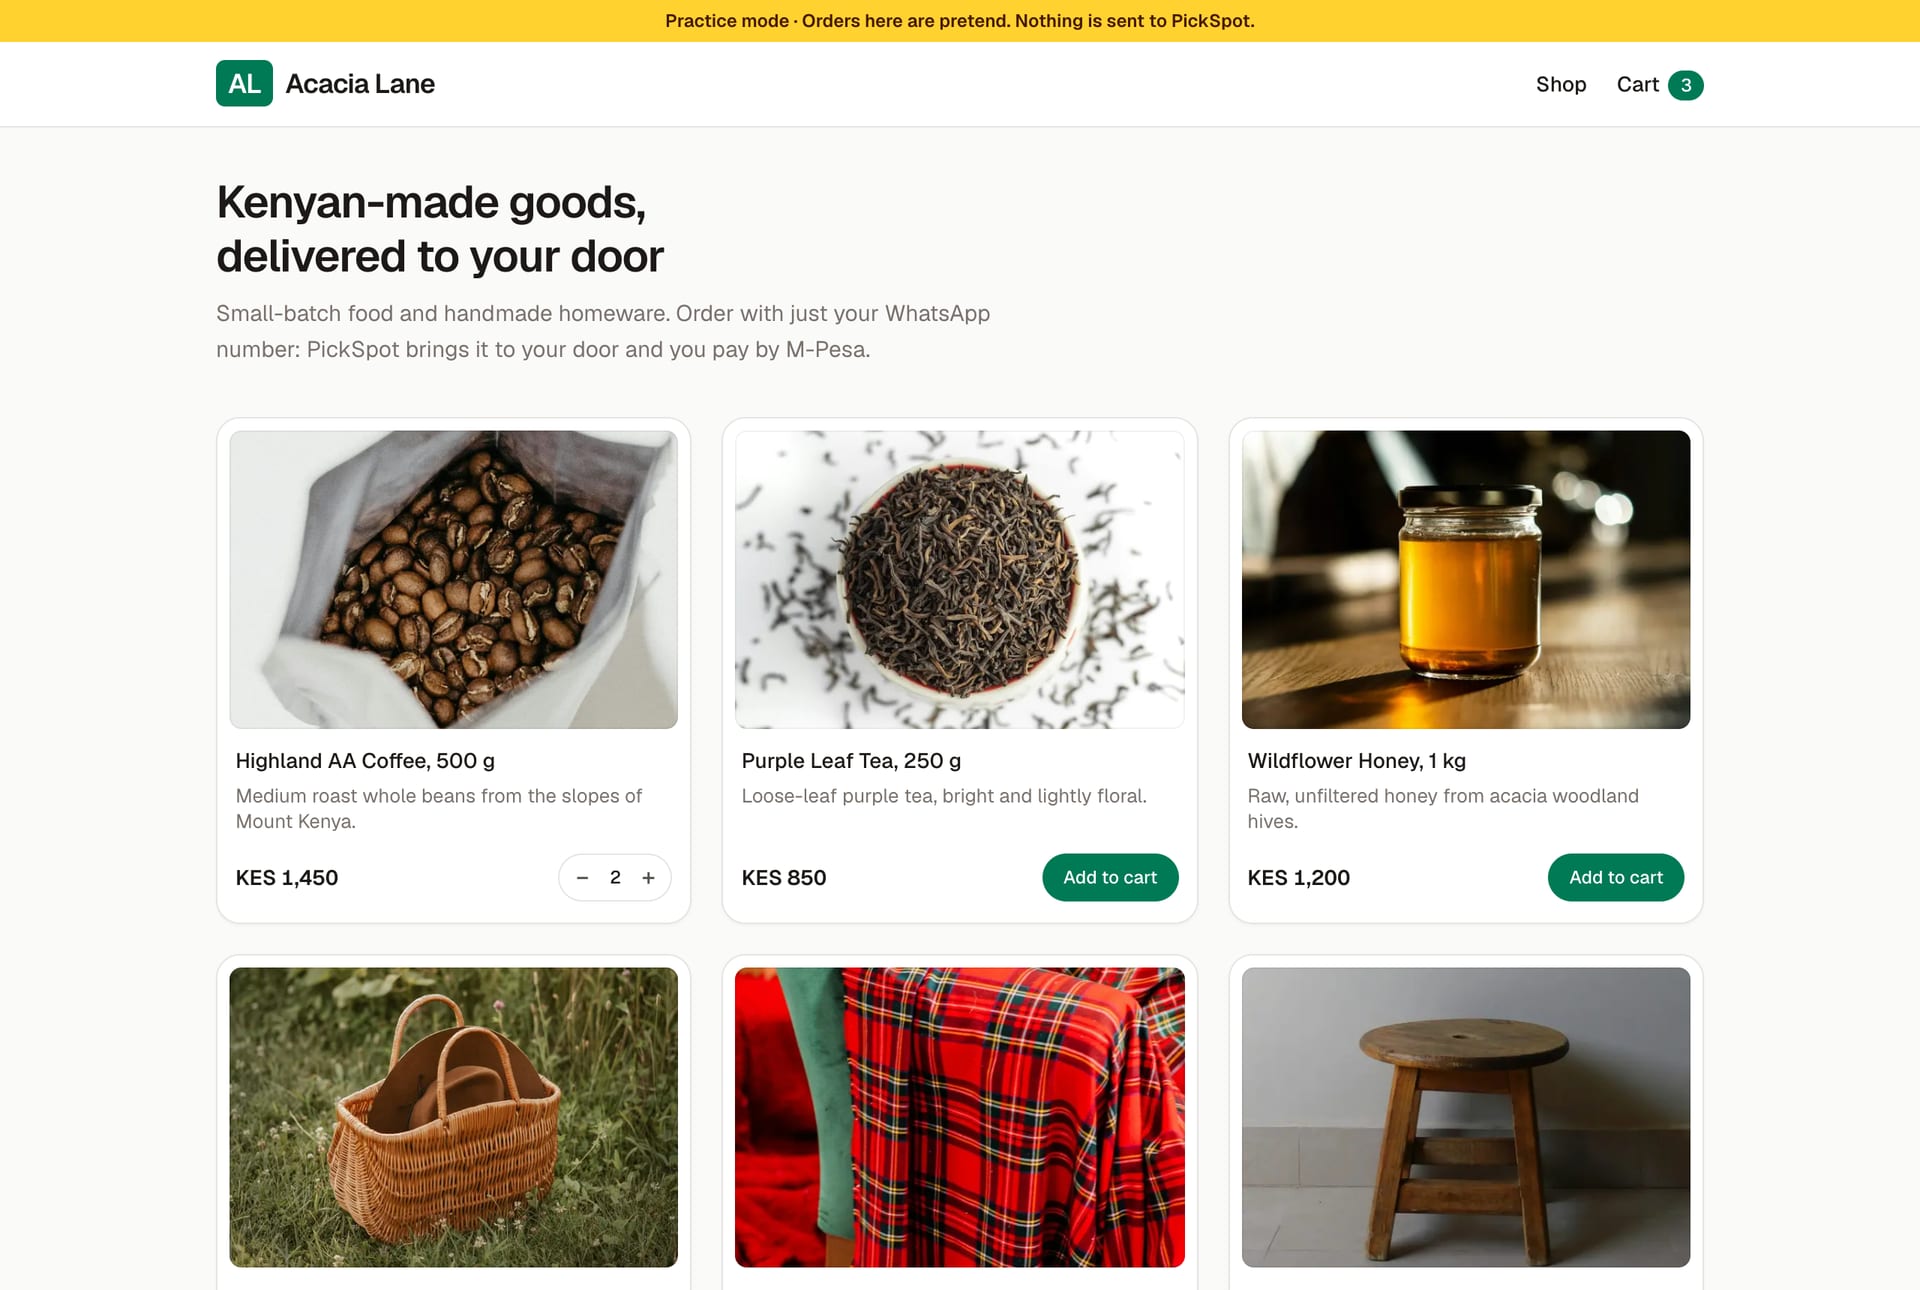 Practice mode · Orders here are pretend. Nothing is sent to PickSpot.
AL Acacia Lane
Shop
Cart 3
Kenyan-made goods,
delivered to your door
Small-batch food and handmade homeware. Order with just your WhatsApp
number: PickSpot brings it to your door and you pay by M-Pesa.
Highland AA Coffee, 500 g
Medium roast whole beans from the slopes of
Mount Kenya.
KES 1,450
− 2 +
Purple Leaf Tea, 250 g
Loose-leaf purple tea, bright and lightly floral.
KES 850
Add to cart
Wildflower Honey, 1 kg
Raw, unfiltered honey from acacia woodland
hives.
KES 1,200
Add to cart